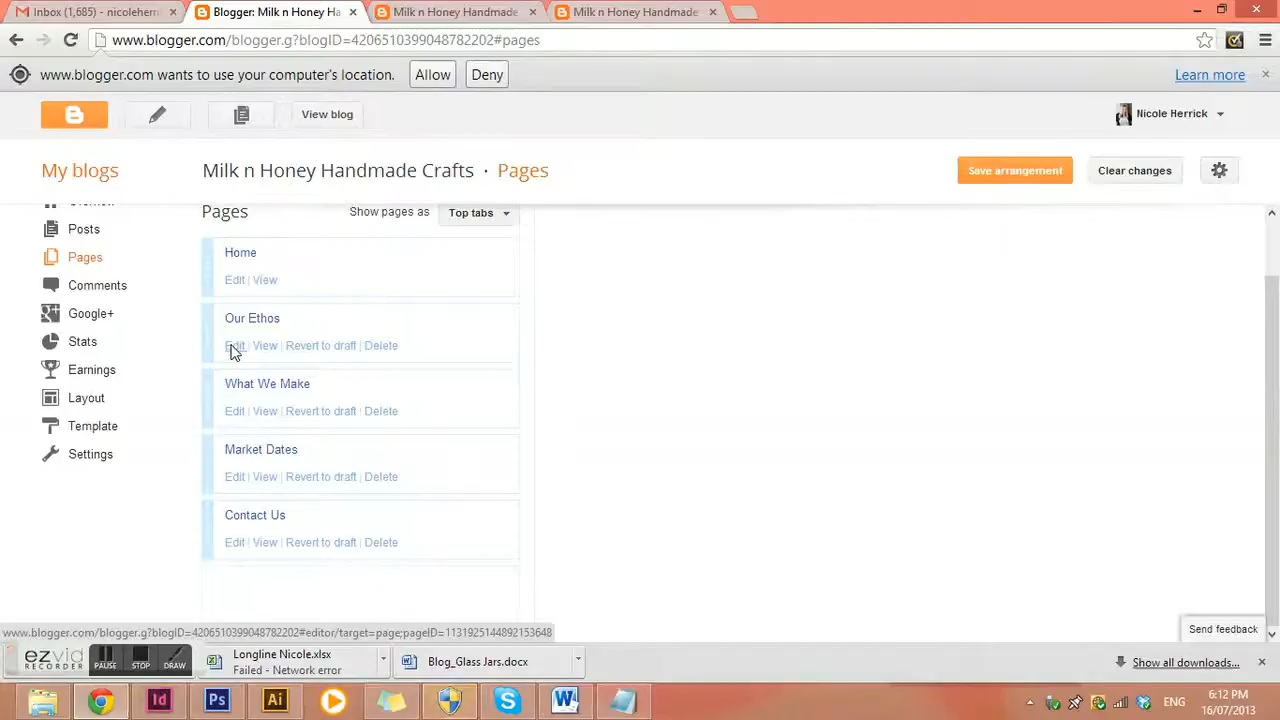 Inbox (1,685) - nicoleherri
Blogger: Milk n Honey Ha
Milk n Honey Handmade
Milk n Honey Handmade
www.blogger.com/blogger.g?blogID=4206510399048782202#pages
www.blogger.com wants to use your computer's location.
Allow
Deny
Learn more
View blog
Nicole Herrick
My blogs
Milk n Honey Handmade Crafts · Pages
Save arrangement
Clear changes
Overview
Posts
Pages
Comments
Google+
Stats
Earnings
Layout
Template
Settings
Pages
Show pages as
Top tabs
Home
Edit | View
Our Ethos
Edit | View | Revert to draft | Delete
What We Make
Edit | View | Revert to draft | Delete
Market Dates
Edit | View | Revert to draft | Delete
Contact Us
Edit | View | Revert to draft | Delete
Send feedback
www.blogger.com/blogger.g?blogID=4206510399048782202#editor/target=page;pageID=1131925144892153648
ezvid
RECORDER
PAUSE
STOP
DRAW
Longline Nicole.xlsx
Failed - Network error
Blog_Glass Jars.docx
Show all downloads...
Id
Ps
Ai
ENG
6:12 PM
16/07/2013